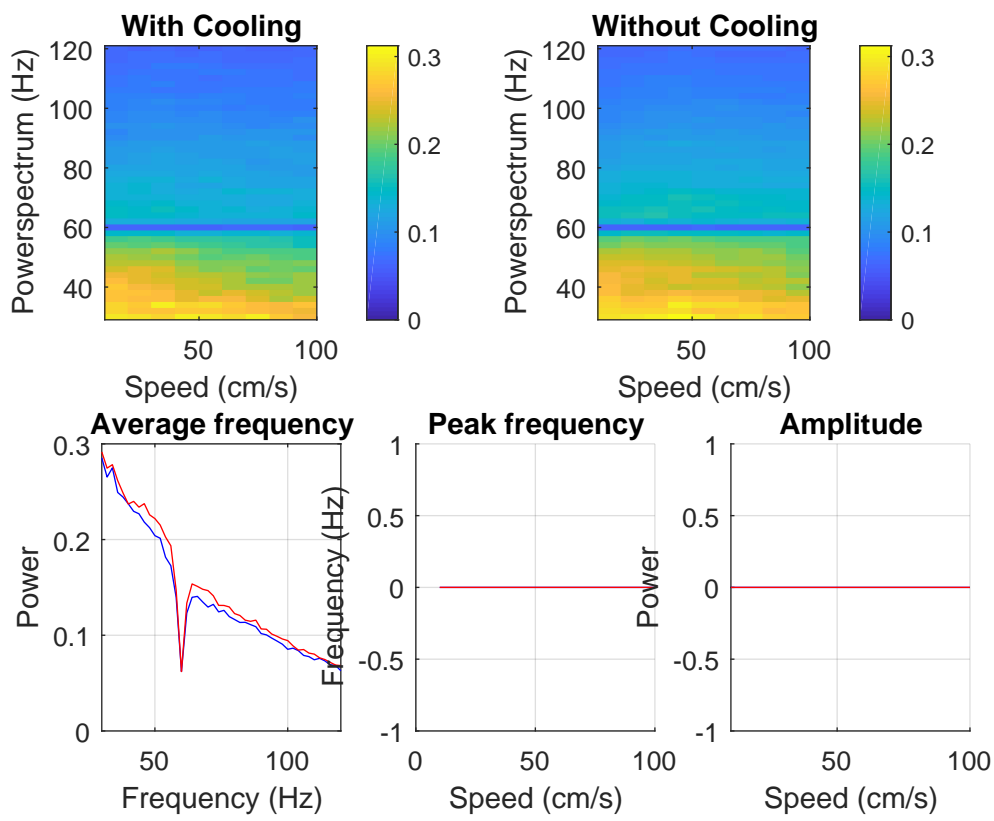 With Cooling
Powerspectrum (Hz)
120
100
80
60
40
50
100
Speed (cm/s)
0.3
0.2
0.1
0
Without Cooling
Powerspectrum (Hz)
120
100
80
60
40
50
100
Speed (cm/s)
0.3
0.2
0.1
0
Average frequency
Power
0.3
0.2
0.1
0
50
100
Frequency (Hz)
Peak frequency
Frequency (Hz)
1
0.5
0
-0.5
-1
0
50
100
Speed (cm/s)
Amplitude
Power
1
0.5
0
-0.5
-1
50
100
Speed (cm/s)